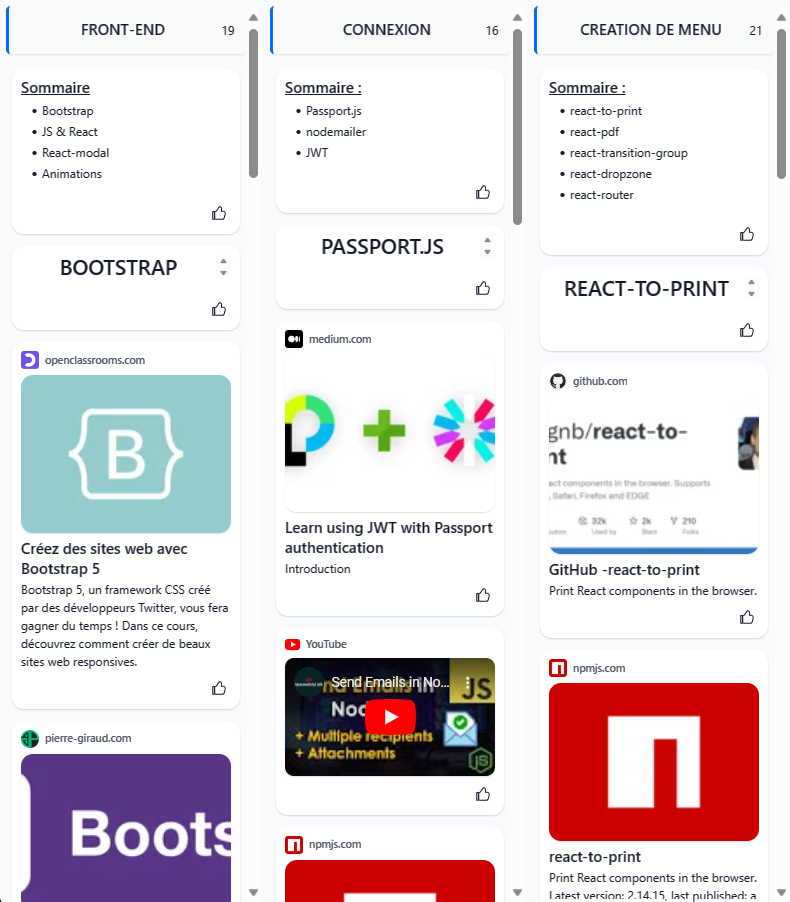 FRONT-END 19
Sommaire
• Bootstrap
• JS & React
• React-modal
• Animations
BOOTSTRAP
openclassrooms.com
B
Créez des sites web avec
Bootstrap 5
Bootstrap 5, un framework CSS créé
par des développeurs Twitter, vous fera
gagner du temps ! Dans ce cours,
découvrez comment créer de beaux
sites web responsives.
pierre-giraud.com
Boots
CONNEXION 16
Sommaire :
• Passport.js
• nodemailer
• JWT
PASSPORT.JS
medium.com
Learn using JWT with Passport
authentication
Introduction
YouTube
Send Emails in No...
nd Emails in
Nod
JS
+ Multiple recipients
+ Attachments
JS
npmjs.com
CREATION DE MENU 21
Sommaire :
• react-to-print
• react-pdf
• react-transition-group
• react-dropzone
• react-router
REACT-TO-PRINT
github.com
gnb/react-to-
nt
act components in the browser. Supports
, Safari, Firefox and EDGE
utors
32k
Used by
2k
Stars
210
Forks
GitHub -react-to-print
Print React components in the browser.
npmjs.com
react-to-print
Print React components in the browser.
Latest version: 2.14.15, last published: a